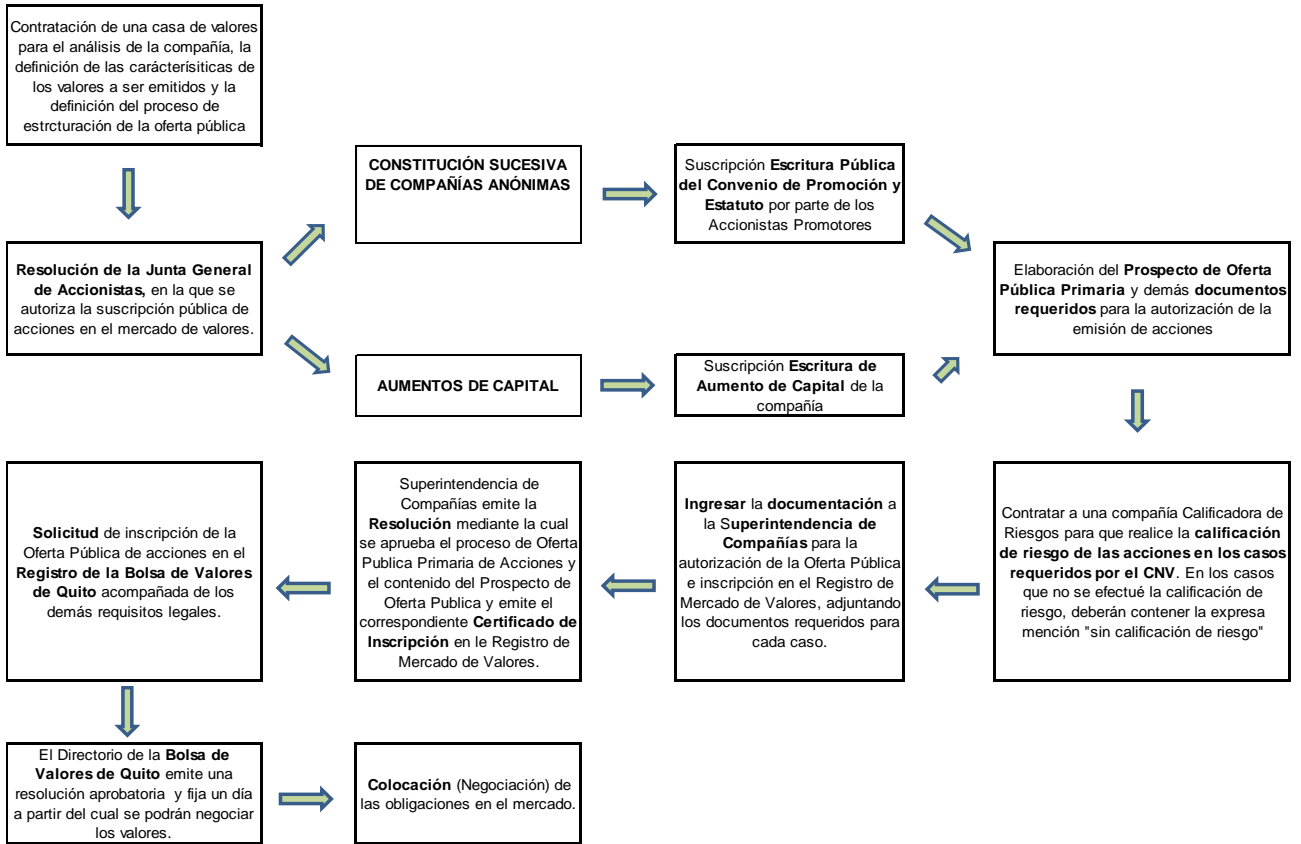 Contratación de una casa de valores
para el análisis de la compañía, la
definición de las carácterísiticas de
los valores a ser emitidos y la
definición del proceso de
estrcturación de la oferta pública
Resolución de la Junta General
de Accionistas, en la que se
autoriza la suscripción pública de
acciones en el mercado de valores.
CONSTITUCIÓN SUCESIVA
DE COMPAÑÍAS ANÓNIMAS
Suscripción Escritura Pública
del Convenio de Promoción y
Estatuto por parte de los
Accionistas Promotores
AUMENTOS DE CAPITAL
Suscripción Escritura de
Aumento de Capital de la
compañía
Elaboración del Prospecto de Oferta
Pública Primaria y demás documentos
requeridos para la autorización de la
emisión de acciones
Contratar a una compañía Calificadora de
Riesgos para que realice la calificación
de riesgo de las acciones en los casos
requeridos por el CNV. En los casos
que no se efectué la calificación de
riesgo, deberán contener la expresa
mención "sin calificación de riesgo"
Ingresar la documentación a
la Superintendencia de
Compañías para la
autorización de la Oferta Pública
e inscripción en el Registro de
Mercado de Valores, adjuntando
los documentos requeridos para
cada caso.
Superintendencia de
Compañías emite la
Resolución mediante la cual
se aprueba el proceso de Oferta
Publica Primaria de Acciones y
el contenido del Prospecto de
Oferta Publica y emite el
correspondiente Certificado de
Inscripción en le Registro de
Mercado de Valores.
Solicitud de inscripción de la
Oferta Pública de acciones en el
Registro de la Bolsa de Valores
de Quito acompañada de los
demás requisitos legales.
El Directorio de la Bolsa de
Valores de Quito emite una
resolución aprobatoria y fija un día
a partir del cual se podrán negociar
los valores.
Colocación (Negociación) de
las obligaciones en el mercado.